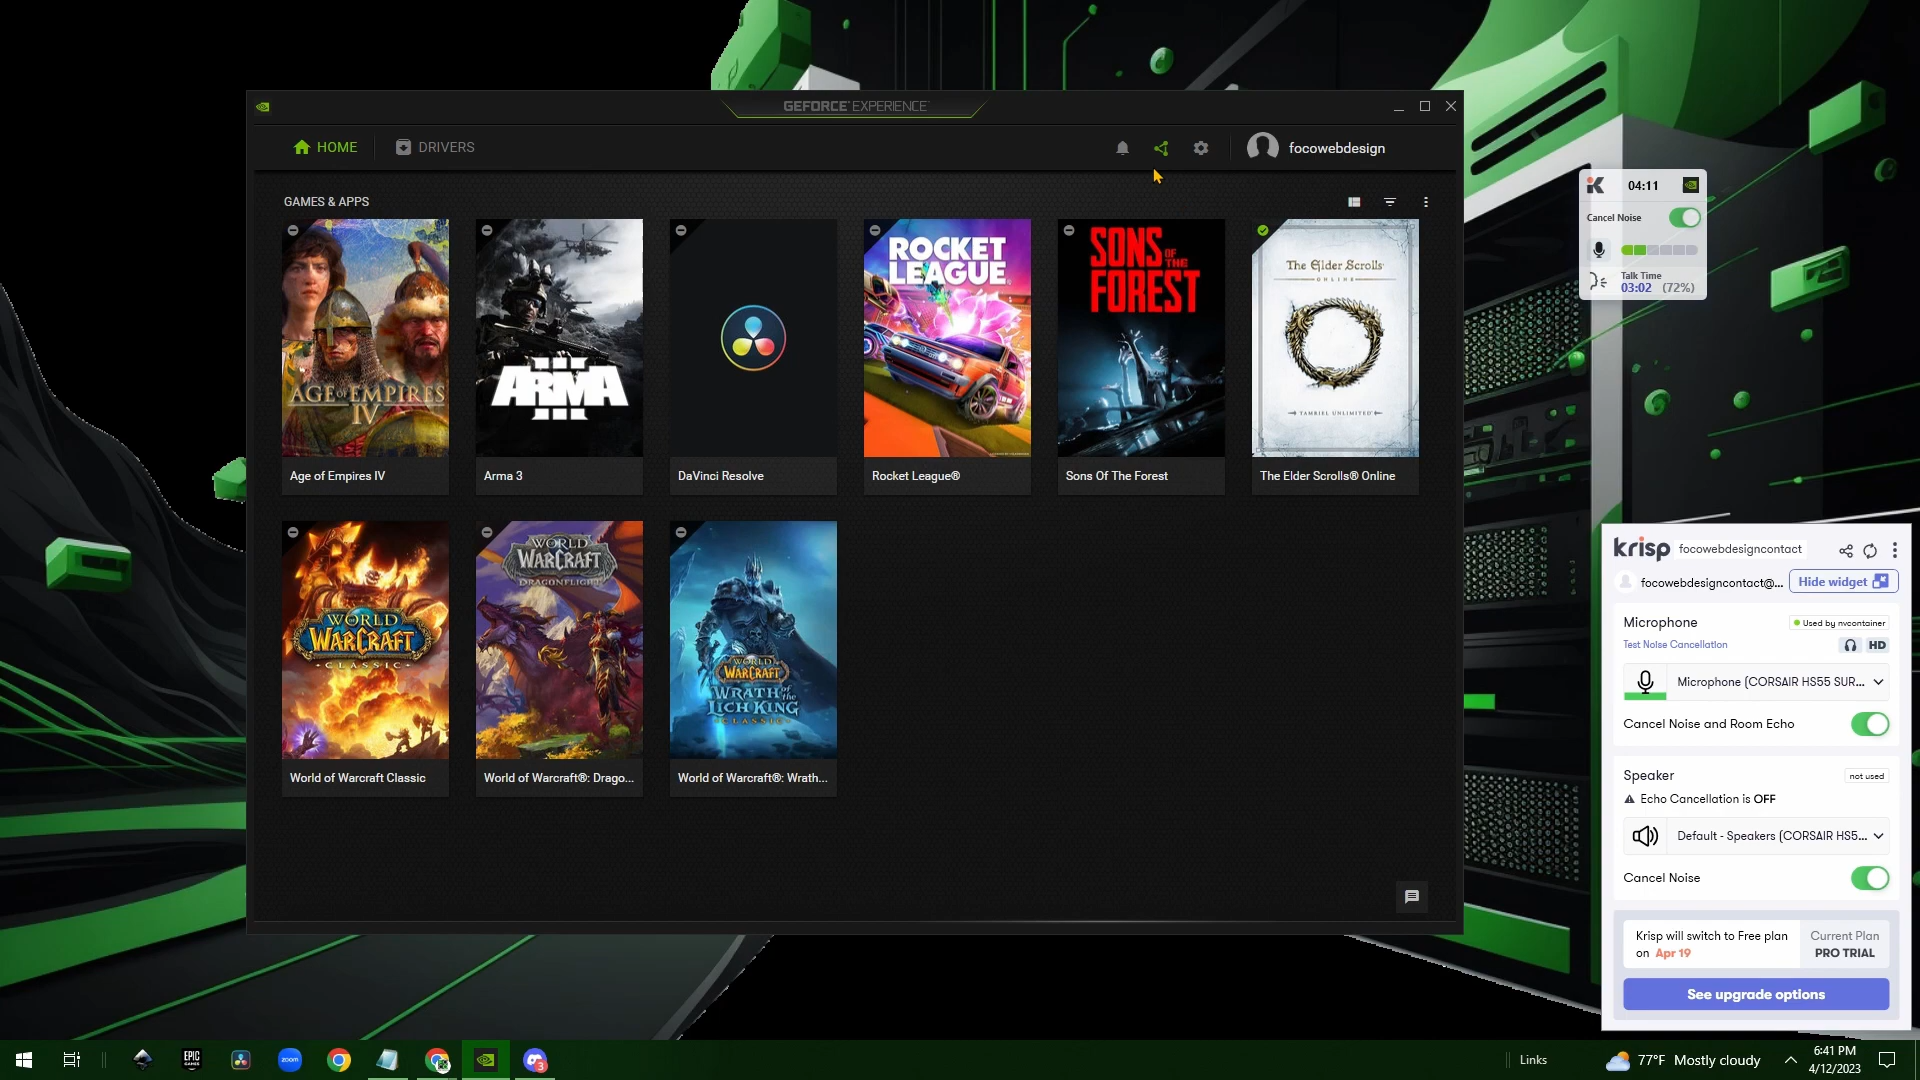 GEFORCE EXPERIENCE
HOME
DRIVERS
focowebdesign
GAMES & APPS
AGE OF EMPIRES
IV
Age of Empires IV
ARMA
III
Arma 3
DaVinci Resolve
ROCKET
LEAGUE
Rocket League®
SONS
OF THE
FOREST
Sons Of The Forest
The Elder Scrolls
ONLINE
TAMRIEL UNLIMITED
The Elder Scrolls® Online
WORLD
OF
WARCRAFT
CLASSIC
World of Warcraft Classic
WORLD
OF
WARCRAFT
DRAGONFLIGHT
World of Warcraft®: Drago...
WORLD
OF
WARCRAFT
WRATH of the
LICH KING
CLASSIC
World of Warcraft®: Wrath...
04:11
Cancel Noise
Talk Time
03:02 (72%)
krisp focowebdesigncontact
focowebdesigncontact@...
Hide widget
Microphone
Used by nvcontainer
Test Noise Cancellation
HD
Microphone (CORSAIR HS55 SUR...
Cancel Noise and Room Echo
Speaker
not used
Echo Cancellation is OFF
Default - Speakers (CORSAIR HS5...
Cancel Noise
Krisp will switch to Free plan
on Apr 19
Current Plan
PRO TRIAL
See upgrade options
EPIC
GAMES
zoom
3
Links
77°F Mostly cloudy
6:41 PM
4/12/2023